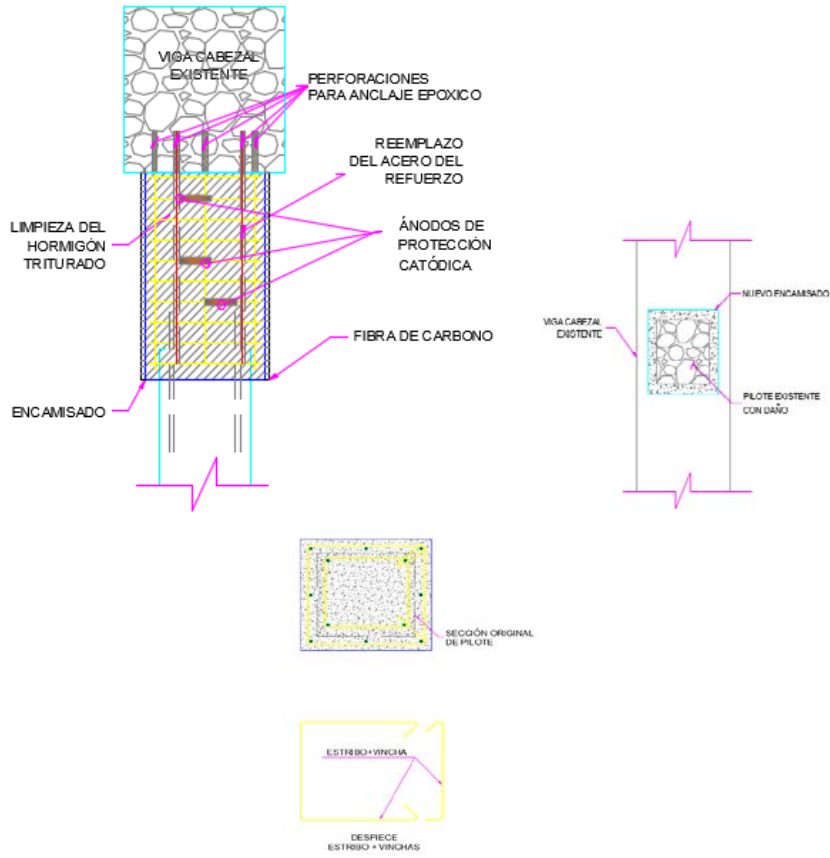 VIGA CABEZAL
EXISTENTE
PERFORACIONES
PARA ANCLAJE EPOXICO
REEMPLAZO
DEL ACERO DEL
REFUERZO
LIMPIEZA DEL
HORMIGÓN
TRITURADO
ÁNODOS DE
PROTECCIÓN
CATÓDICA
FIBRA DE CARBONO
ENCAMISADO
NUEVO ENCAMISADO
VIGA CABEZAL
EXISTENTE
PILOTE EXISTENTE
CON DAÑO
SECCIÓN ORIGINAL
DE PILOTE
ESTRIBO+VINCHA
DESPIECE
ESTRIBO + VINCHAS